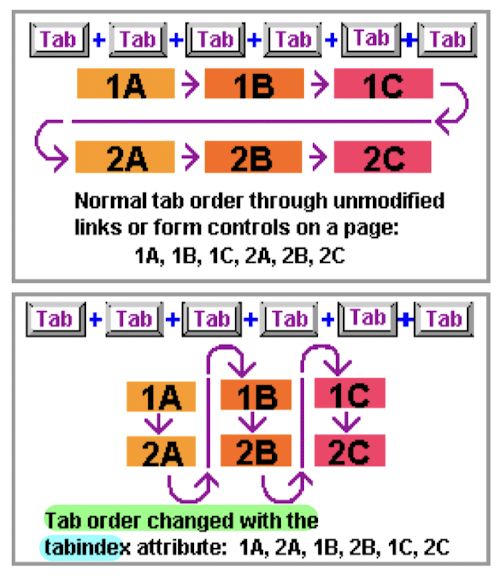 Tab + Tab + Tab + Tab + Tab + Tab
1A 1B 1C
2A 2B 2C
Normal tab order through unmodified
links or form controls on a page:
1A, 1B, 1C, 2A, 2B, 2C
Tab + Tab + Tab + Tab + Tab + Tab
1A 1B 1C
2A 2B 2C
Tab order changed with the
tabindex attribute: 1A, 2A, 1B, 2B, 1C, 2C